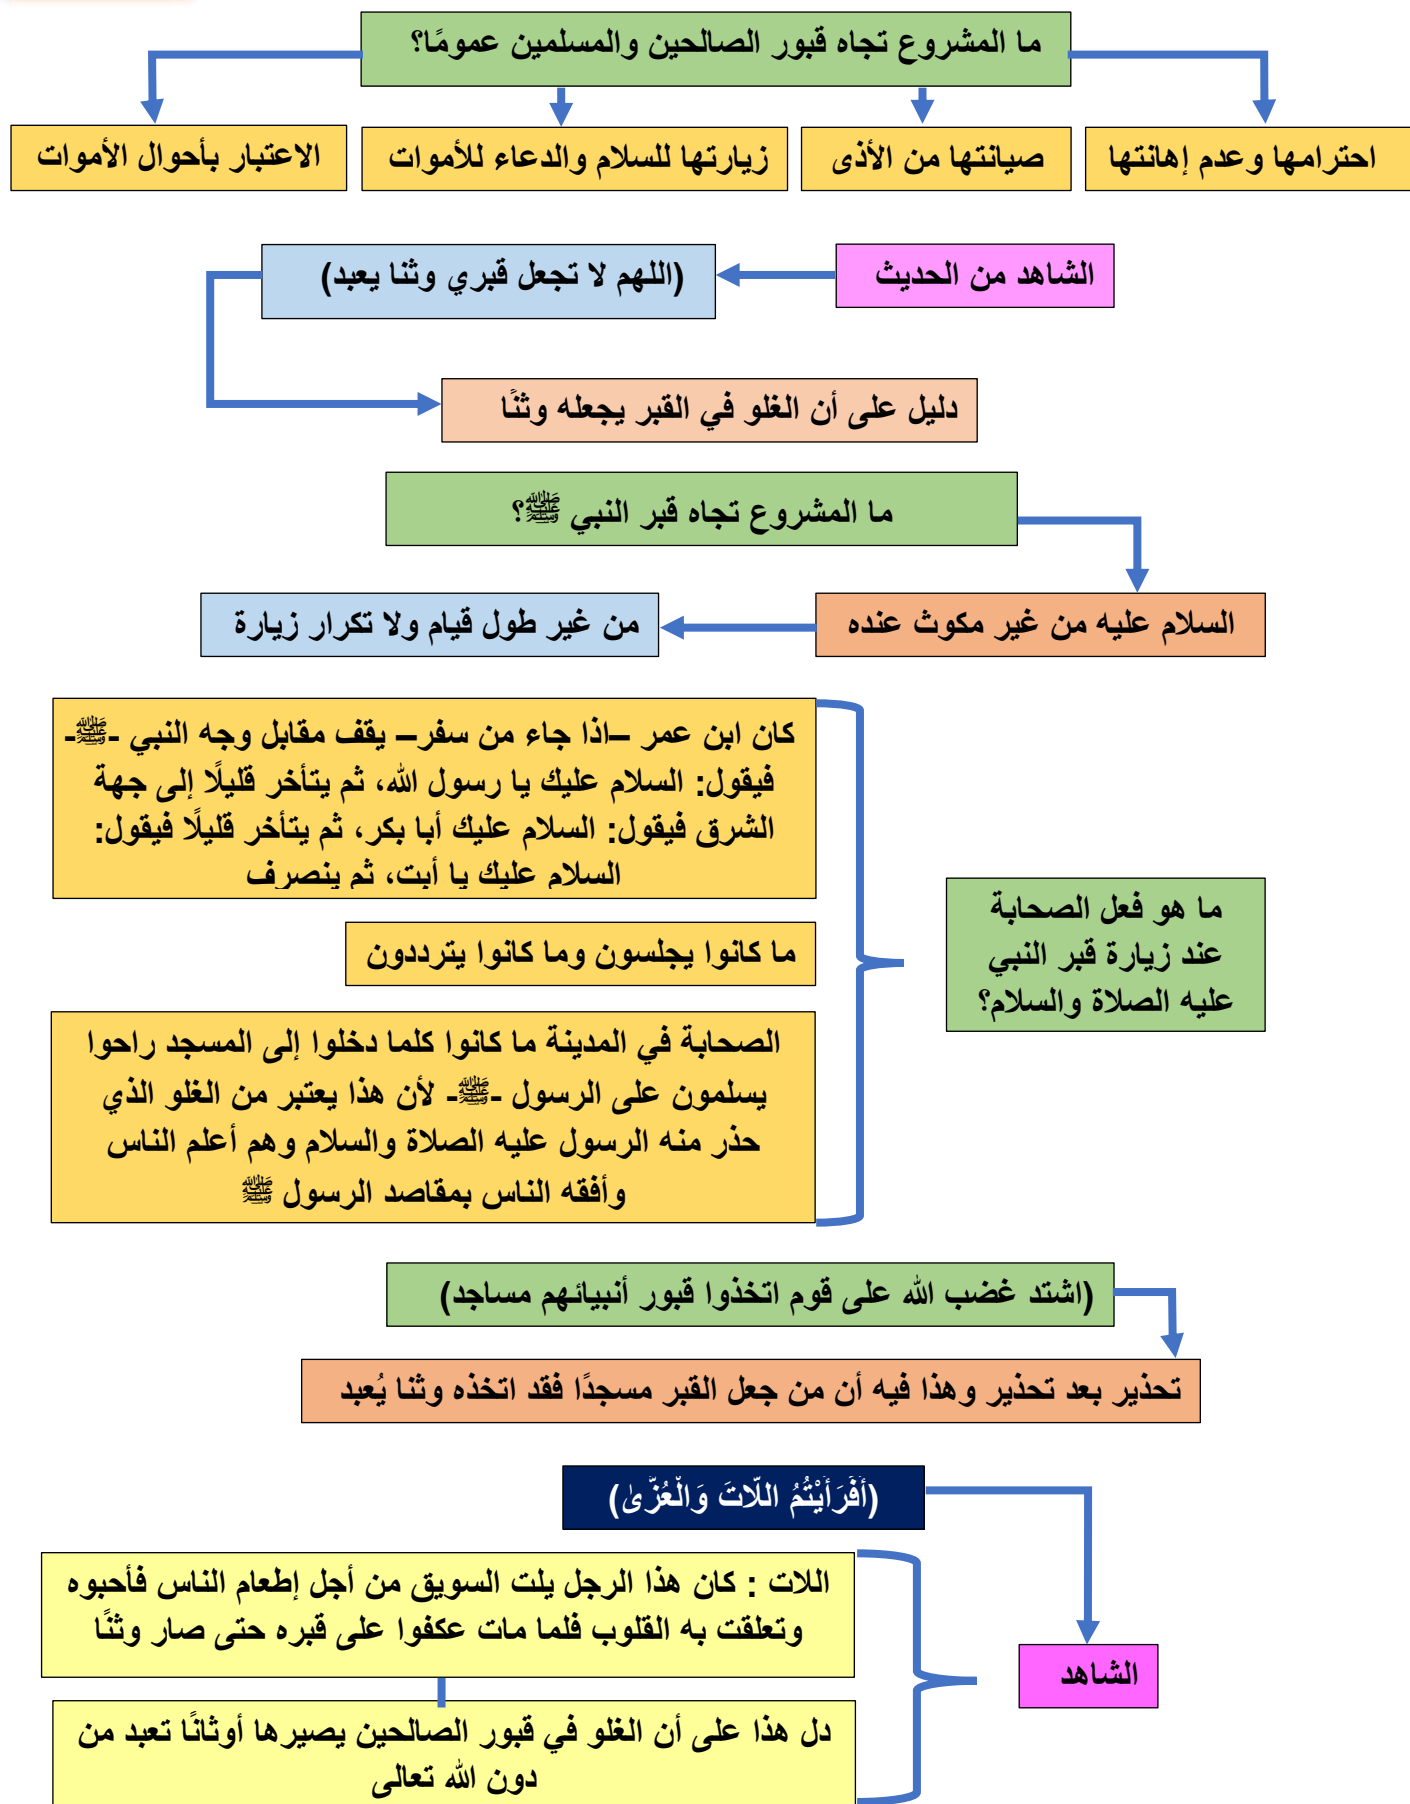 ما المشروع تجاه قبور الصالحين والمسلمين عمومًا؟
احترامها وعدم إهانتها
صيانتها من الأذى
زيارتها للسلام والدعاء للأموات
الاعتبار بأحوال الأموات
الشاهد من الحديث
(اللهم لا تجعل قبري وثنا يعبد)
دليل على أن الغلو في القبر يجعله وثنًا
ما المشروع تجاه قبر النبي ﷺ؟
السلام عليه من غير مكوث عنده
من غير طول قيام ولا تكرار زيارة
ما هو فعل الصحابة
عند زيارة قبر النبي
عليه الصلاة والسلام؟
كان ابن عمر –اذا جاء من سفر– يقف مقابل وجه النبي -ﷺ-
فيقول: السلام عليك يا رسول الله، ثم يتأخر قليلًا إلى جهة
الشرق فيقول: السلام عليك أبا بكر، ثم يتأخر قليلًا فيقول:
السلام عليك يا أبت، ثم ينصرف
ما كانوا يجلسون وما كانوا يترددون
الصحابة في المدينة ما كانوا كلما دخلوا إلى المسجد راحوا
يسلمون على الرسول -ﷺ- لأن هذا يعتبر من الغلو الذي
حذر منه الرسول عليه الصلاة والسلام وهم أعلم الناس
وأفقه الناس بمقاصد الرسول ﷺ
(اشتد غضب الله على قوم اتخذوا قبور أنبيائهم مساجد)
تحذير بعد تحذير وهذا فيه أن من جعل القبر مسجدًا فقد اتخذه وثنا يُعبد
(أَفَرَأَيْتُمُ اللَّاتَ وَالْعُزَّىٰ)
الشاهد
اللات : كان هذا الرجل يلت السويق من أجل إطعام الناس فأحبوه
وتعلقت به القلوب فلما مات عكفوا على قبره حتى صار وثنًا
دل هذا على أن الغلو في قبور الصالحين يصيرها أوثانًا تعبد من
دون الله تعالى